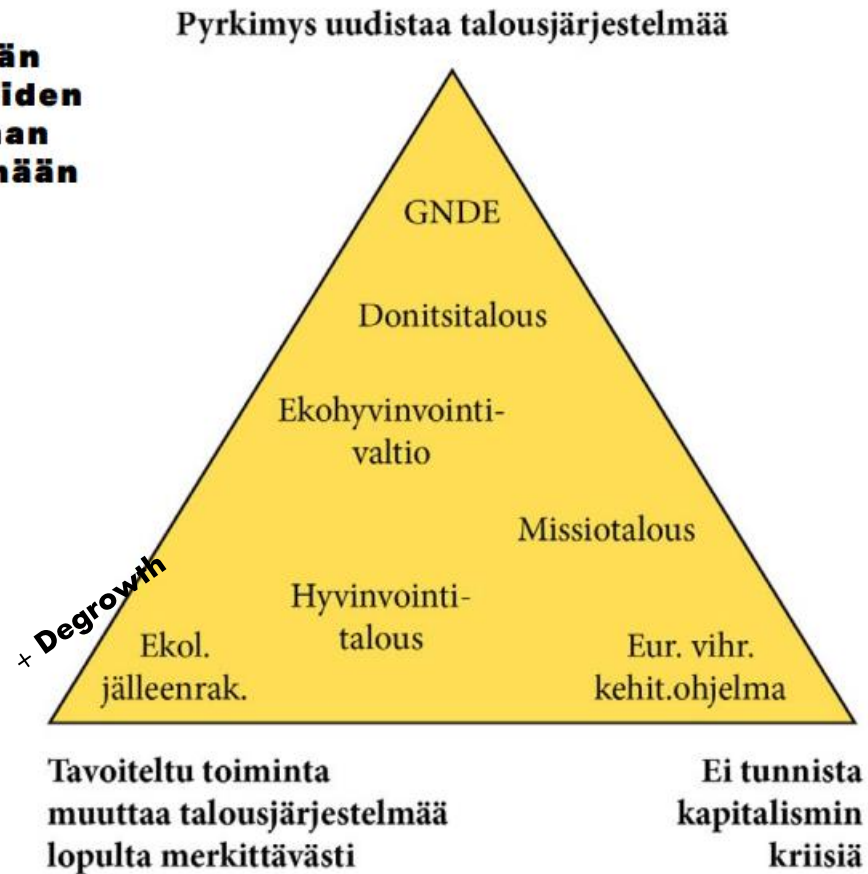 Pyrkimys uudistaa talousjärjestelmää
GNDE
Donitsitalous
Ekohyvinvointi-
valtio
Missiotalous
Hyvinvointi-
talous
+ Degrowth
Ekol.
jälleenrak.
Eur. vihr.
kehit.ohjelma
Tavoiteltu toiminta
muuttaa talousjärjestelmää
lopulta merkittävästi
Ei tunnista
kapitalismin
kriisiä